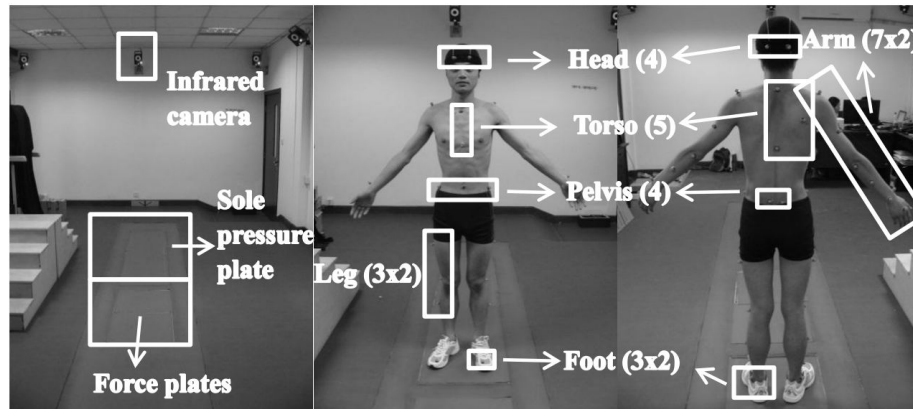 Infrared
camera
Sole
pressure
plate
Force plates
Head (4)
Arm (7x2)
Torso (5)
Pelvis (4)
Leg (3x2)
Foot (3x2)